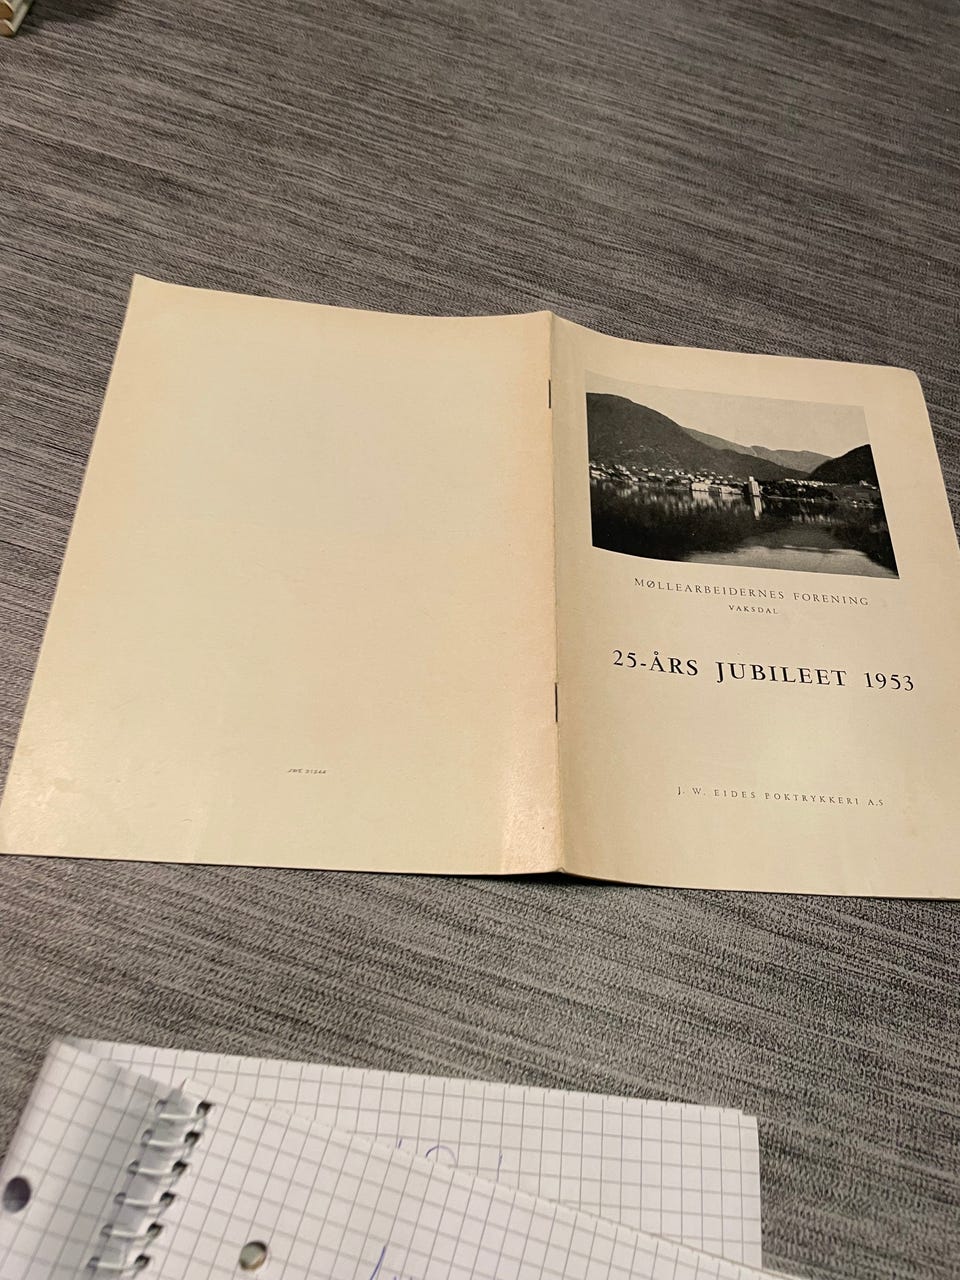 MØLLEARBEIDERNES FORENING
VAKSDAL
25-ÅRS JUBILEET 1953
J. W. EIDES BOKTRYKKERI A.S